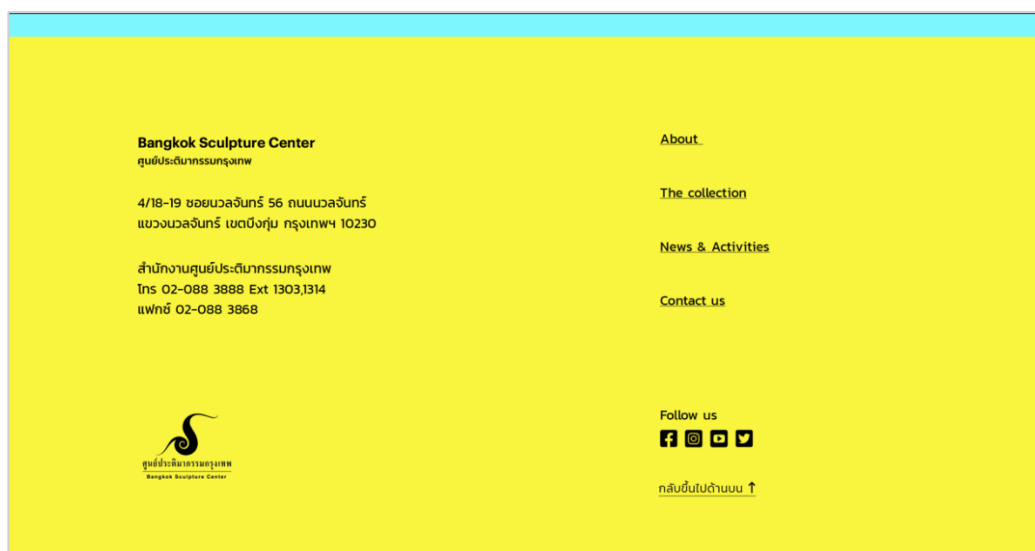 Bangkok Sculpture Center
ศูนย์ประติมากรรมกรุงเทพ
4/18-19 ซอยนวลจันทร์ 56 ถนนนวลจันทร์
แขวงนวลจันทร์ เขตบึงกุ่ม กรุงเทพฯ 10230
สำนักงานศูนย์ประติมากรรมกรุงเทพ
โทร 02-088 3888 Ext 1303,1314
แฟกซ์ 02-088 3868
ศูนย์ประติมากรรมกรุงเทพ
Bangkok Sculpture Center
About
The collection
News & Activities
Contact us
Follow us
กลับขึ้นไปด้านบน ↑